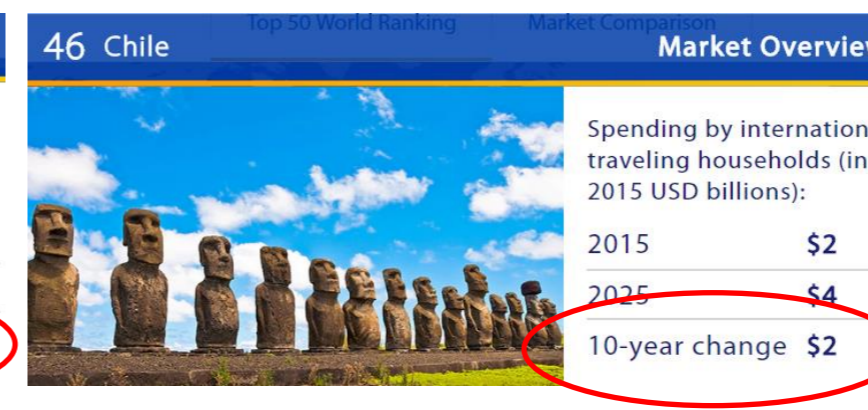 Top 50 World Ranking Market Comparison
46 Chile
Market Overview
Spending by internation
traveling households (in
2015 USD billions):
2015 $2
2025 $4
10-year change $2